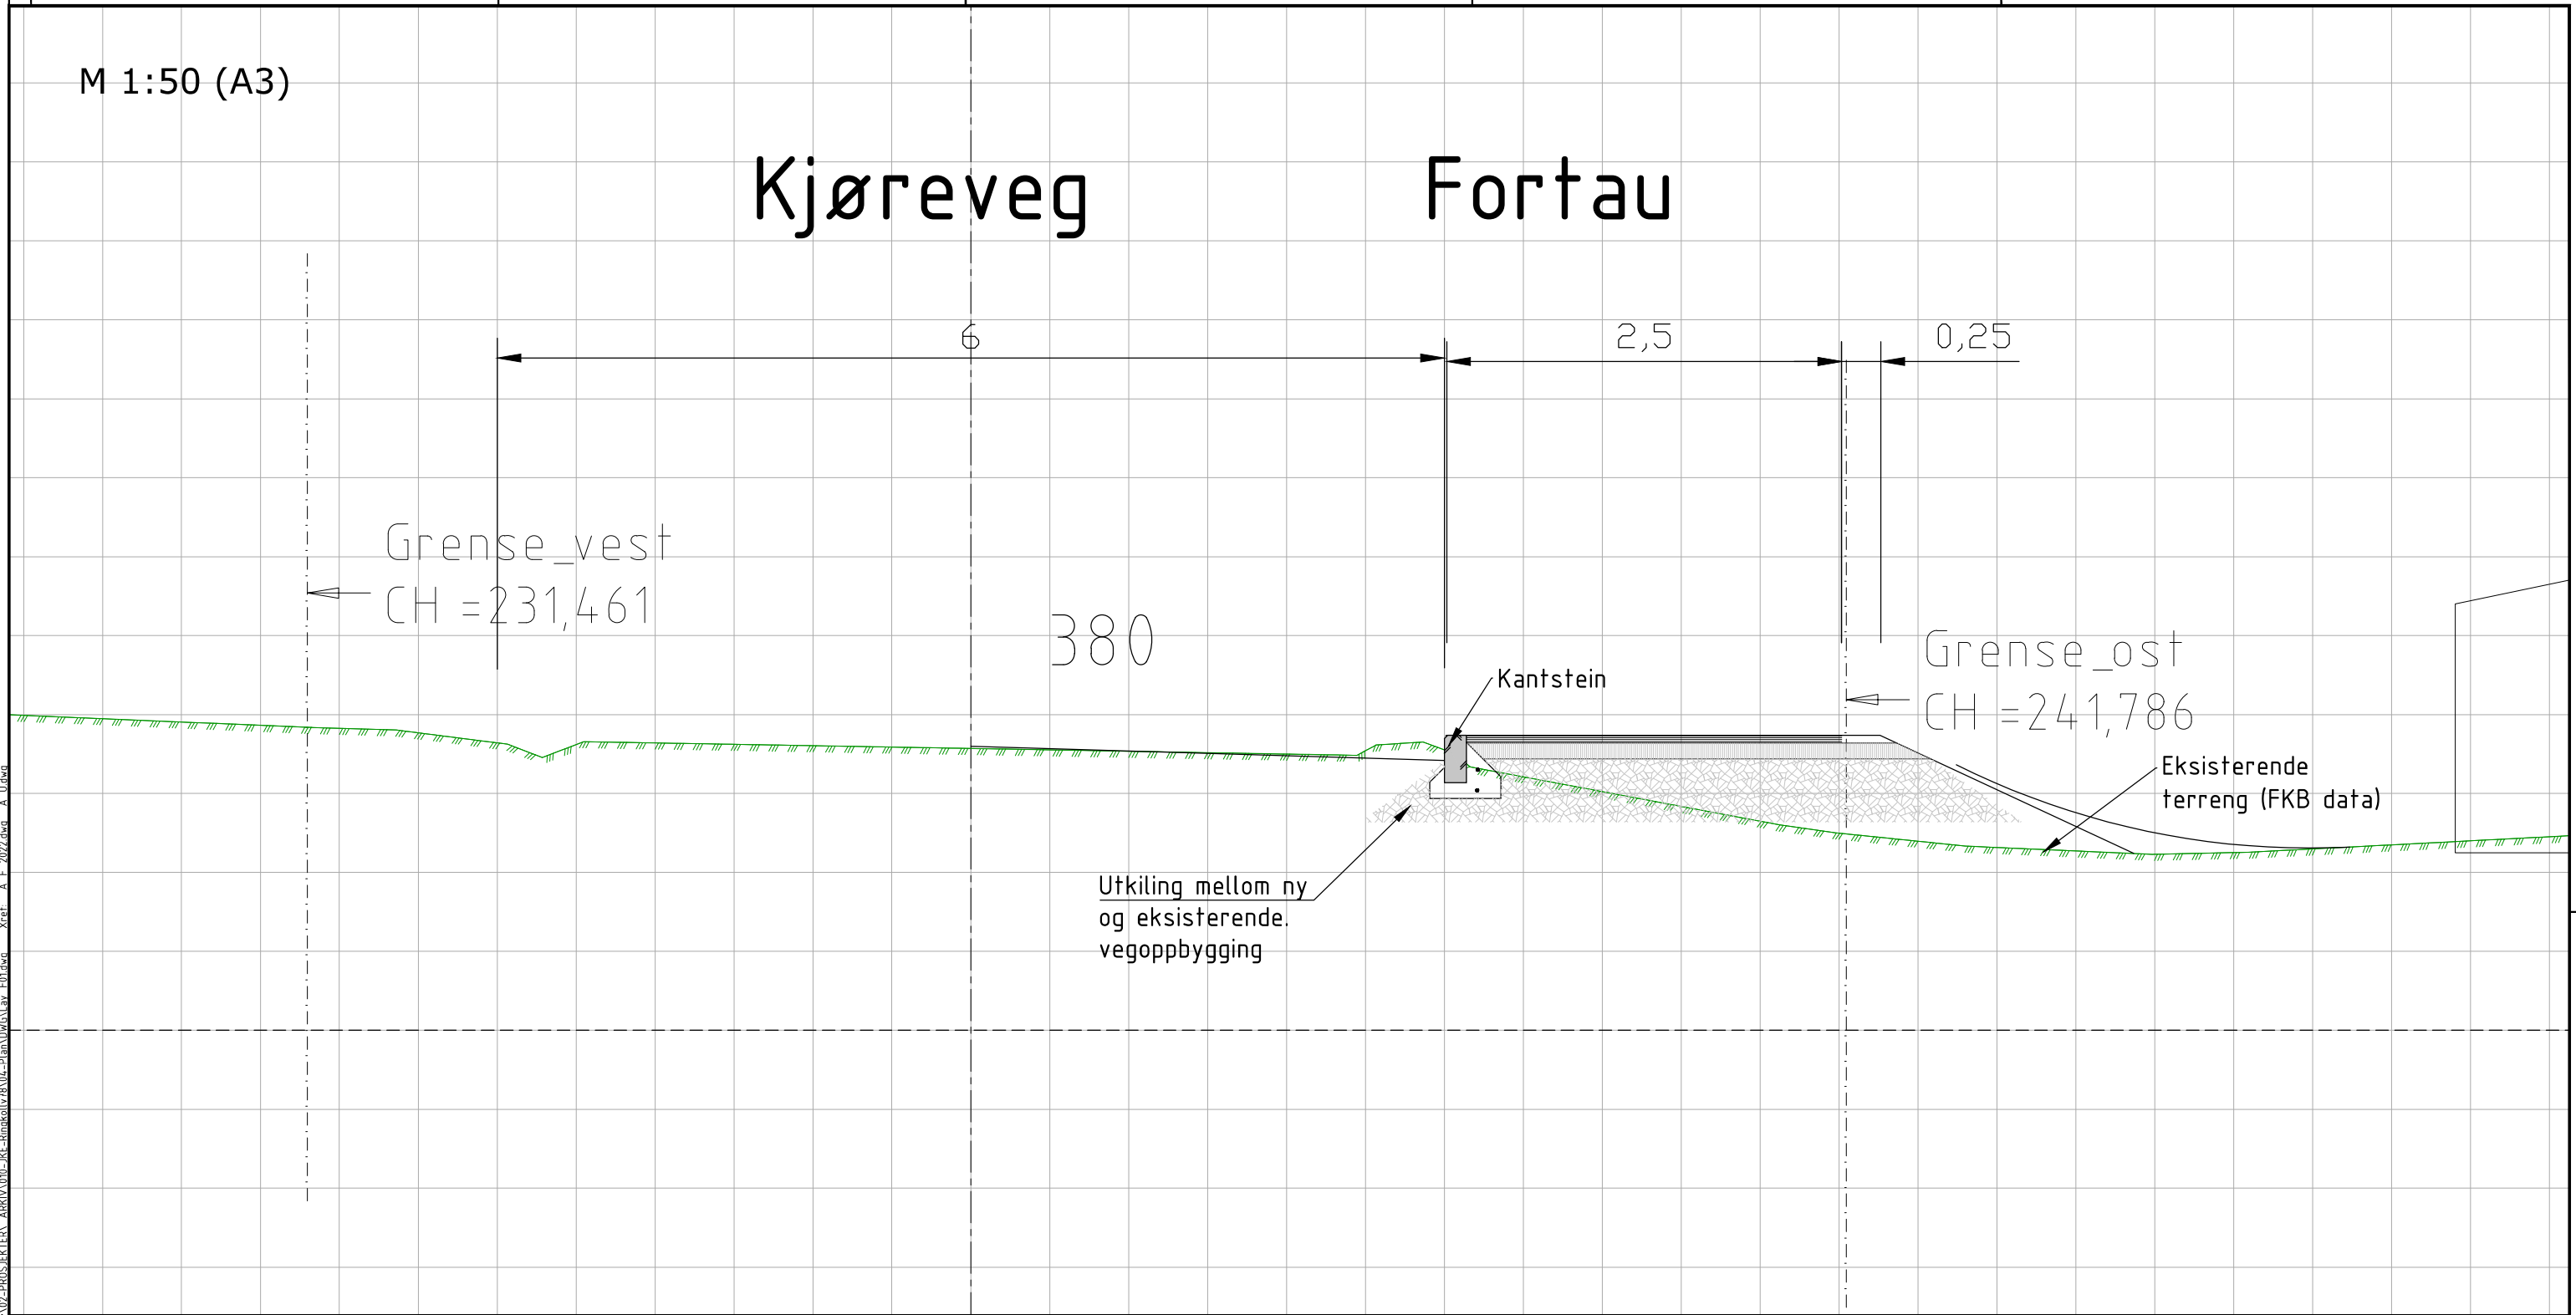 M 1:50 (A3)
Kjøreveg
Fortau
6
2,5
0,25
Grense_vest
CH =231,461
380
Grense_ost
CH =241,786
Kantstein
Eksisterende
terreng (FKB data)
Utkiling mellom ny
og eksisterende.
vegoppbygging